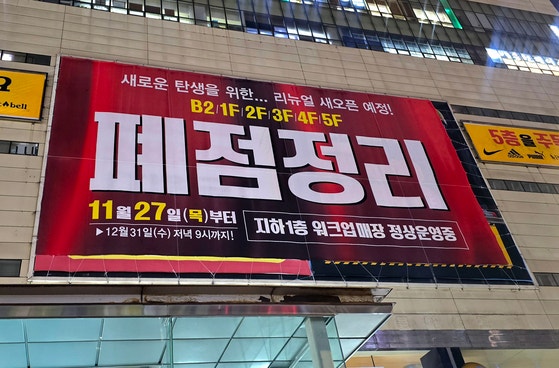 새로운 탄생을 위한... 리뉴얼 새오픈 예정!
B2/1F/2F/3F/4F/5F
폐점정리
11월27일(목)부터
▶12월31일(수) 저녁 9시까지!
지하1층 워크업매장 정상운영중
bell
5층을 주목